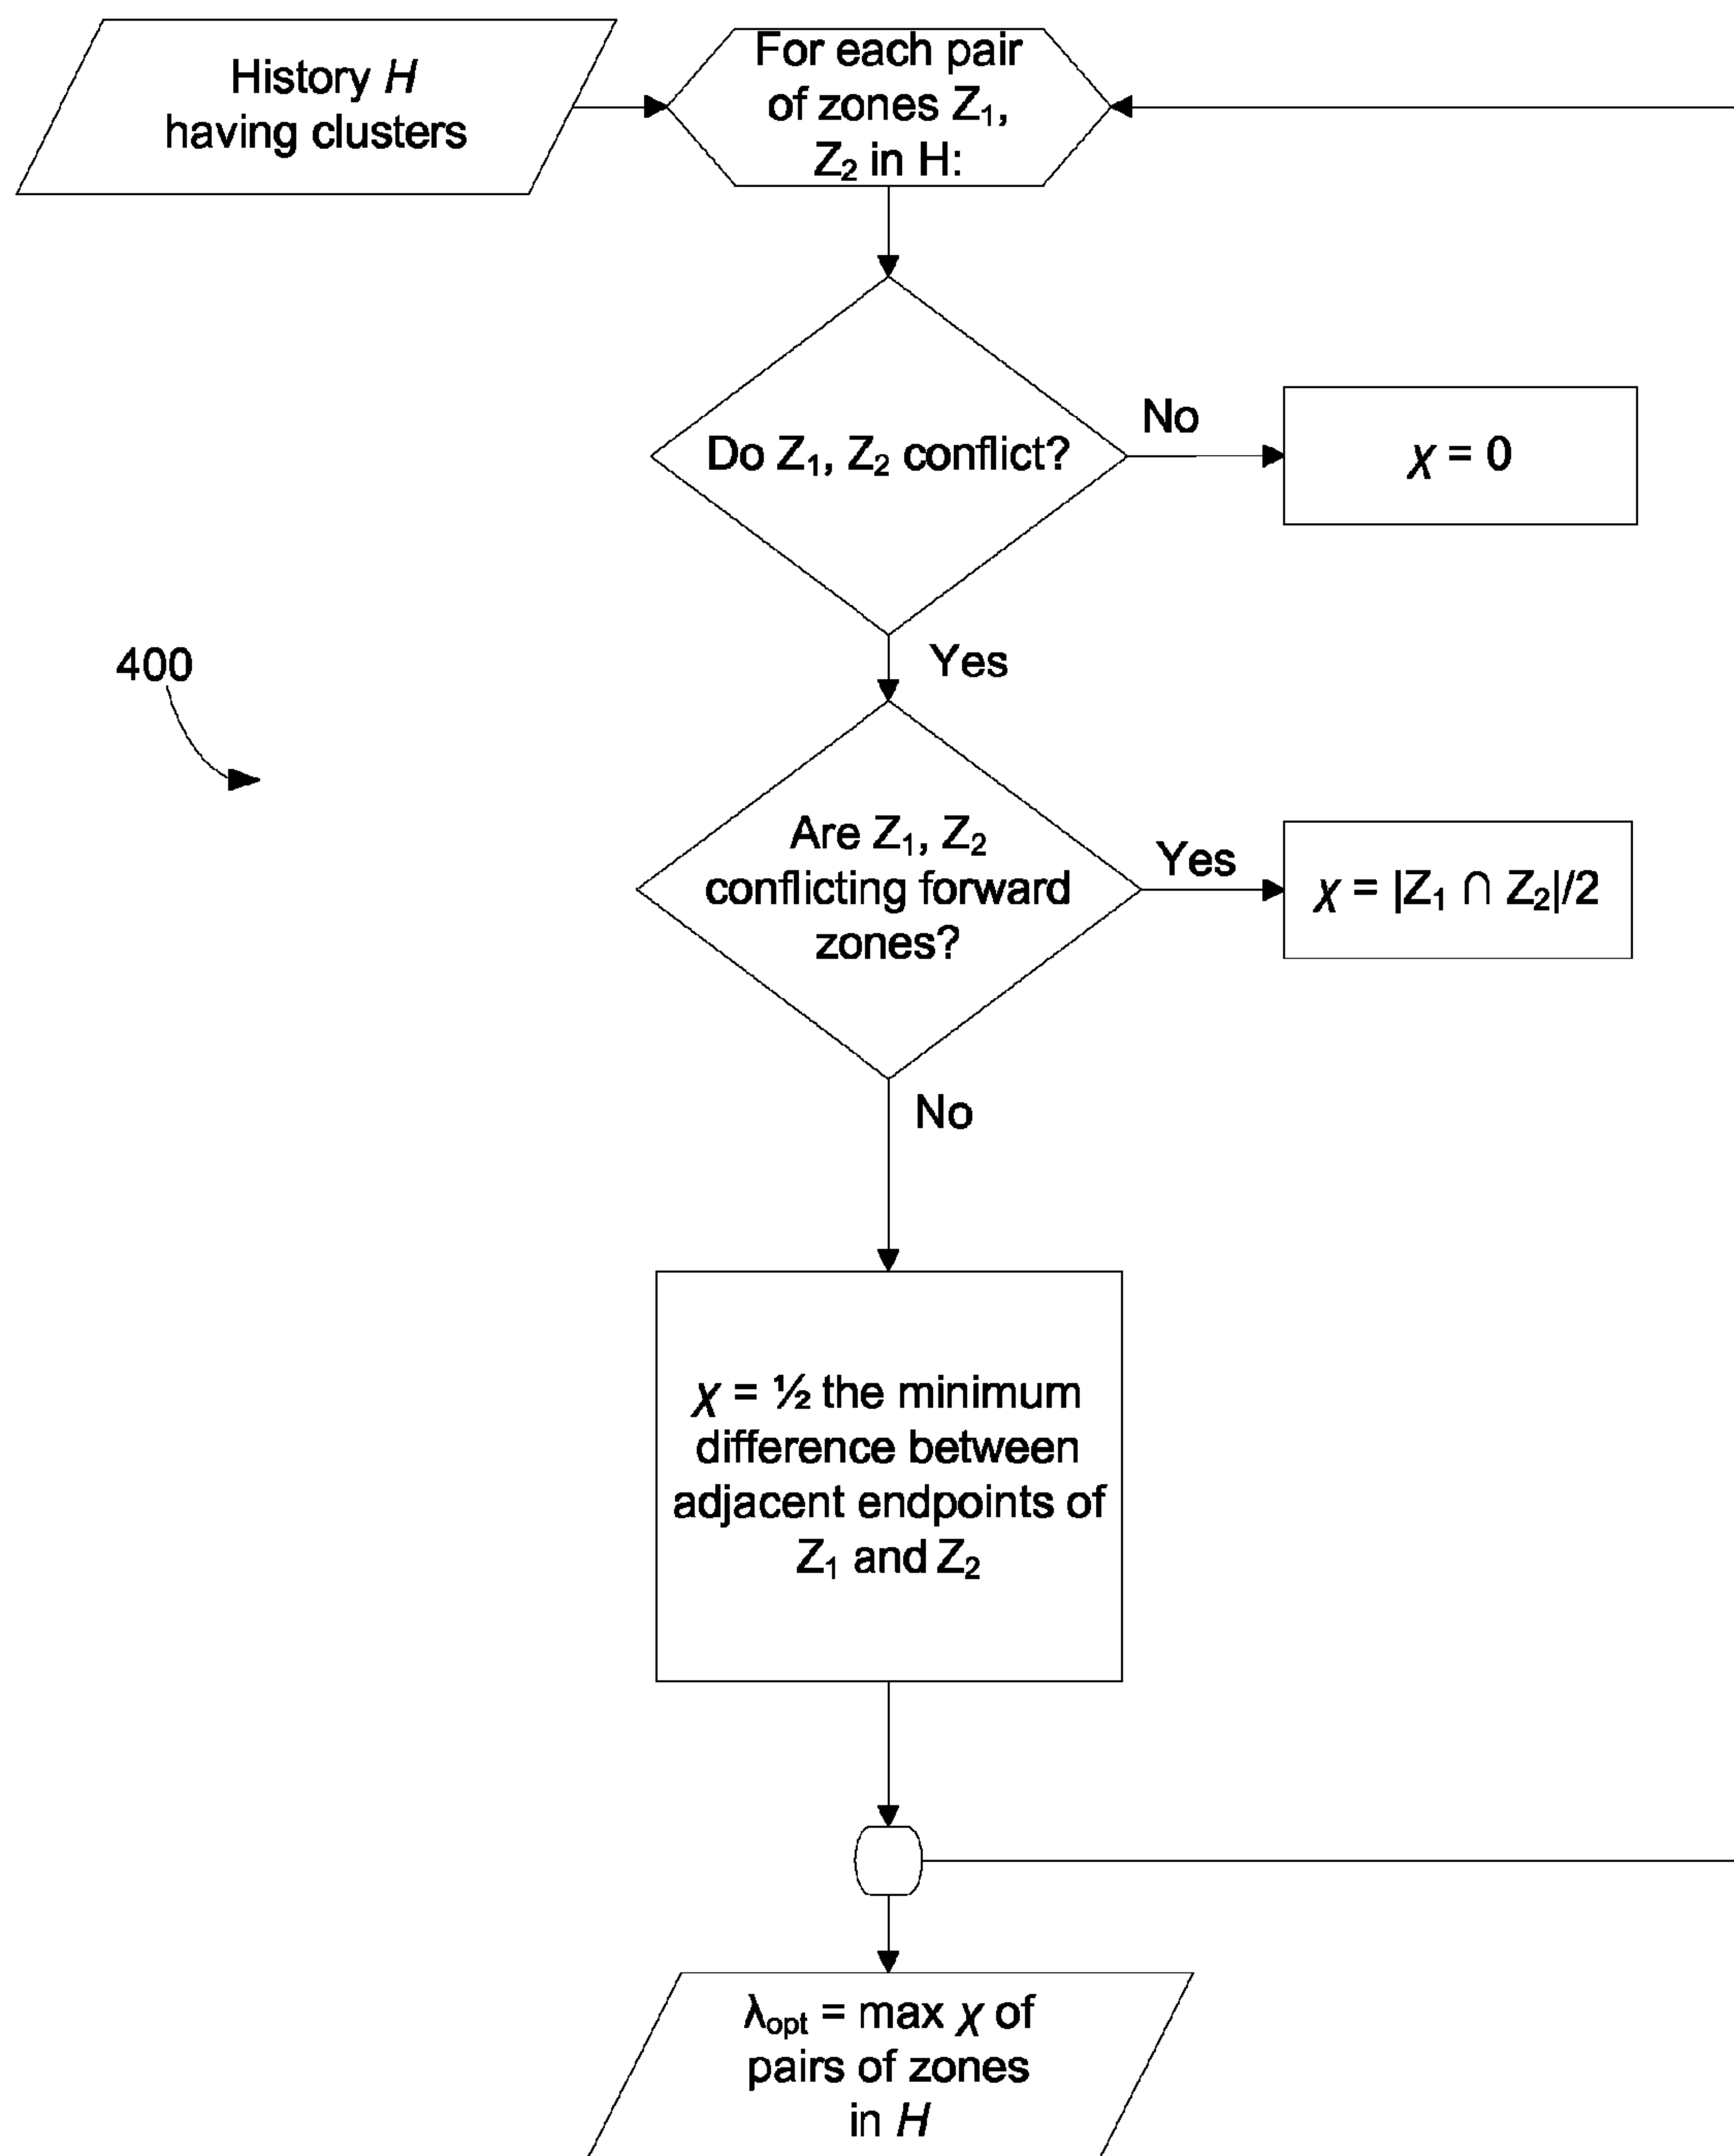 History H
having clusters
For each pair
of zones Z₁,
Z₂ in H:
Do Z₁, Z₂ conflict?
No
χ = 0
Yes
400
Are Z₁, Z₂
conflicting forward
zones?
Yes
χ = |Z₁ ∩ Z₂|/2
No
χ = ½ the minimum
difference between
adjacent endpoints of
Z₁ and Z₂
λopt = max χ of
pairs of zones
in H